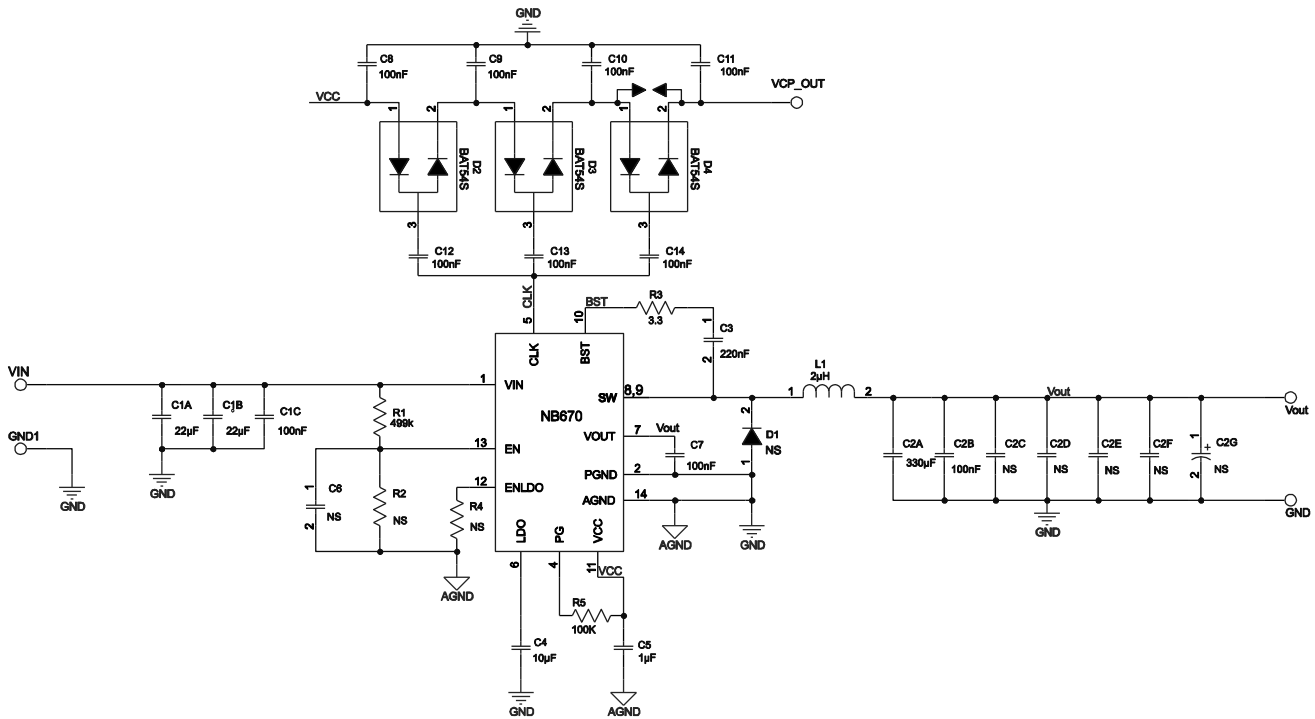 GND
C8
100nF
C9
100nF
C10
100nF
C11
100nF
VCP_OUT
VCC
1
2
1
2
1
2
D2
BAT54S
D3
BAT54S
D4
BAT54S
3
3
3
C12
100nF
C13
100nF
C14
100nF
CLK
5
BST
10
R3
3.3
1
C3
220nF
2
CLK
BST
VIN
1
VIN
C1A
22µF
C1B
22µF
C1C
100nF
R1
499k
NB670
SW
8,9
1
L1
2µH
2
Vout
Vout
GND1
GND
GND
13
EN
VOUT
7
Vout
C7
100nF
2
D1
NS
1
PGND
2
C2A
330µF
C2B
100nF
C2C
NS
C2D
NS
C2E
NS
C2F
NS
1
+
C2G
NS
2
12
ENLDO
AGND
14
1
C6
NS
2
R2
NS
R4
NS
LDO
PG
VCC
AGND
GND
GND
GND
AGND
6
4
11
VCC
R5
100K
C4
10µF
C5
1µF
GND
AGND